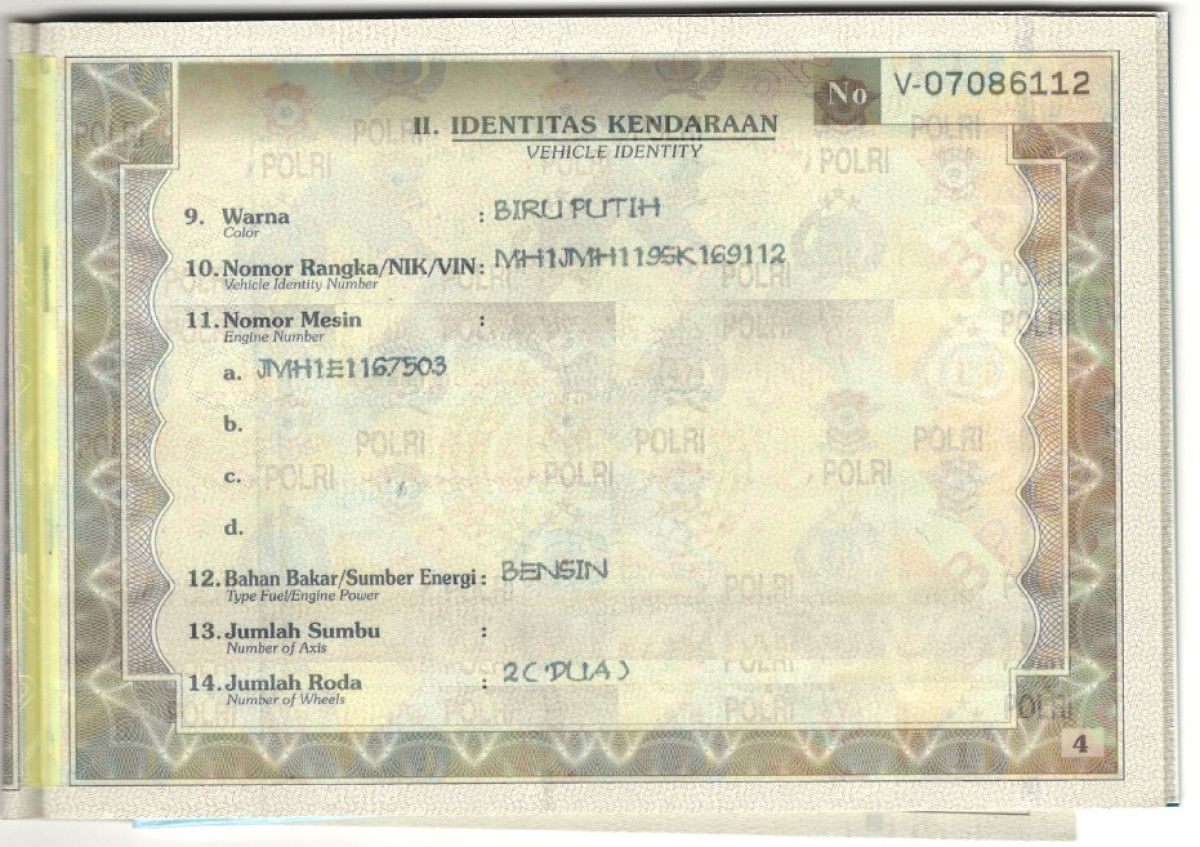 No V-07086112
II. IDENTITAS KENDARAAN
VEHICLE IDENTITY
9. Warna : BIRU PUTIH
Color
10. Nomor Rangka/NIK/VIN : MH1JMH119SK169112
Vehicle Identity Number
11. Nomor Mesin :
Engine Number
a. JMH1E1167503
b.
c.
d.
12. Bahan Bakar/Sumber Energi : BENSIN
Type Fuel/Engine Power
13. Jumlah Sumbu :
Number of Axis
14. Jumlah Roda : 2 ( DUA )
Number of Wheels
4